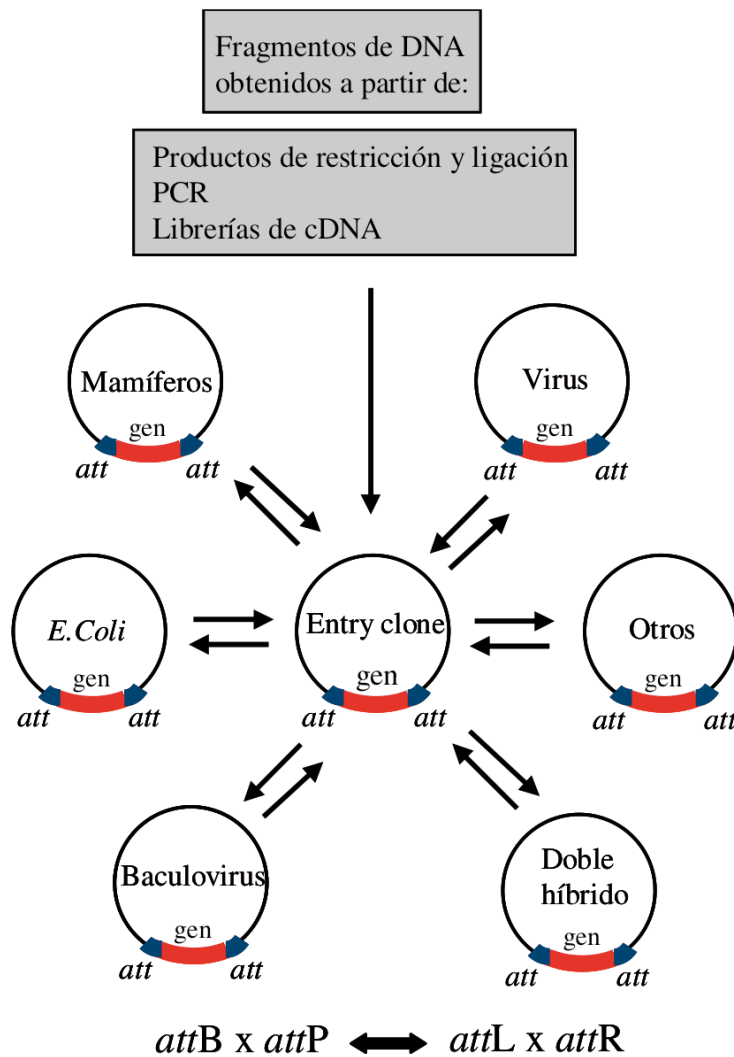 Fragmentos de DNA
obtenidos a partir de:
Productos de restricción y ligación
PCR
Librerías de cDNA
Mamíferos
gen
att att
Virus
gen
att att
E.Coli
gen
att att
Entry clone
gen
att att
Otros
gen
att att
Baculovirus
gen
att att
Doble
híbrido
gen
att att
attB x attP attL x attR